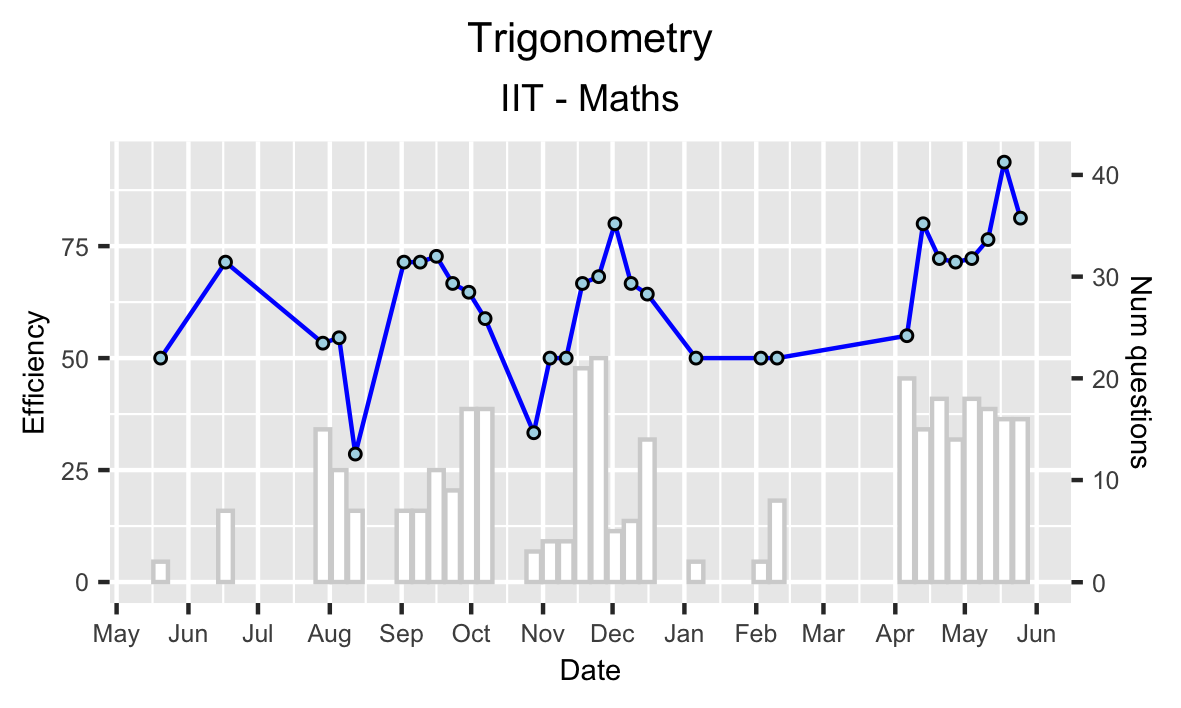 Trigonometry
IIT - Maths
Efficiency
75
50
25
0
40
30
20
10
0
Num questions
May Jun Jul Aug Sep Oct Nov Dec Jan Feb Mar Apr May Jun
Date